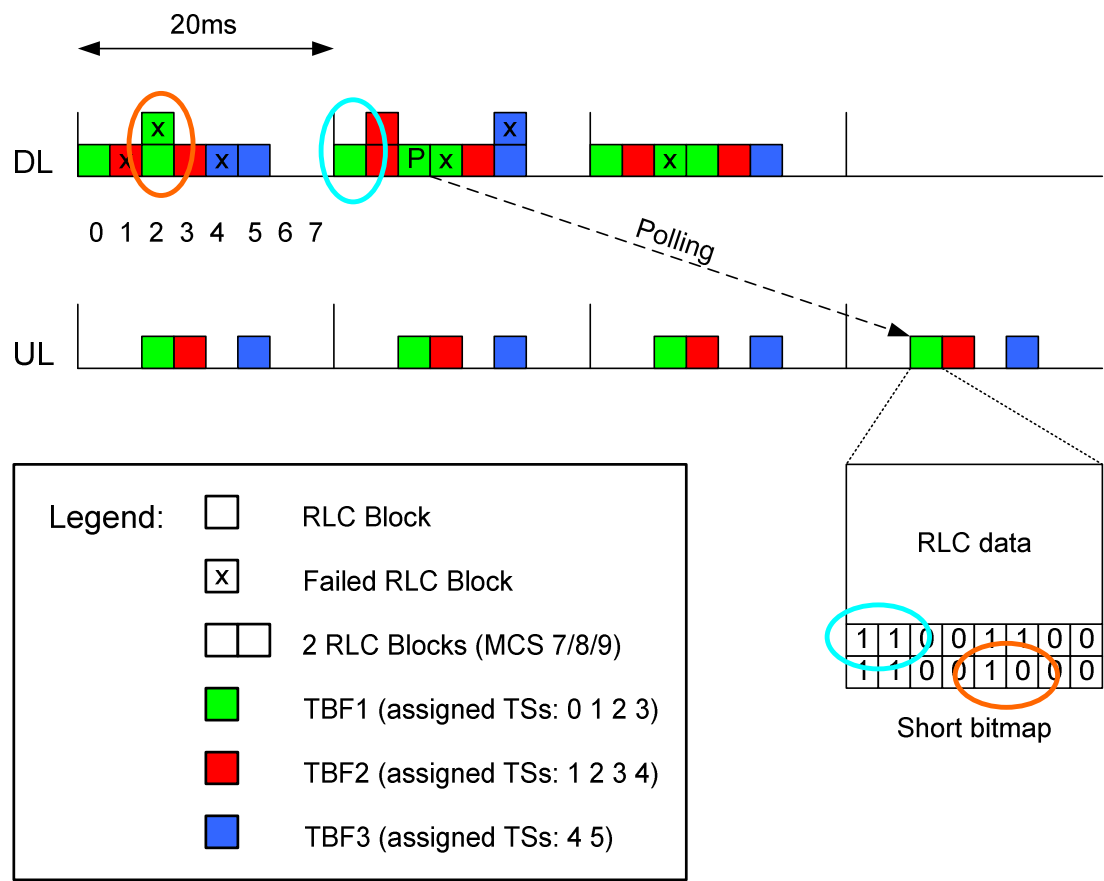 20ms
x
DL
x
x
P
x
x
x
0 1 2 3 4 5 6 7
Polling
UL
RLC data
1 1 0 0 1 1 0 0
1 1 0 0 1 0 0 0
Short bitmap
Legend:
RLC Block
x
Failed RLC Block
2 RLC Blocks (MCS 7/8/9)
TBF1 (assigned TSs: 0 1 2 3)
TBF2 (assigned TSs: 1 2 3 4)
TBF3 (assigned TSs: 4 5)